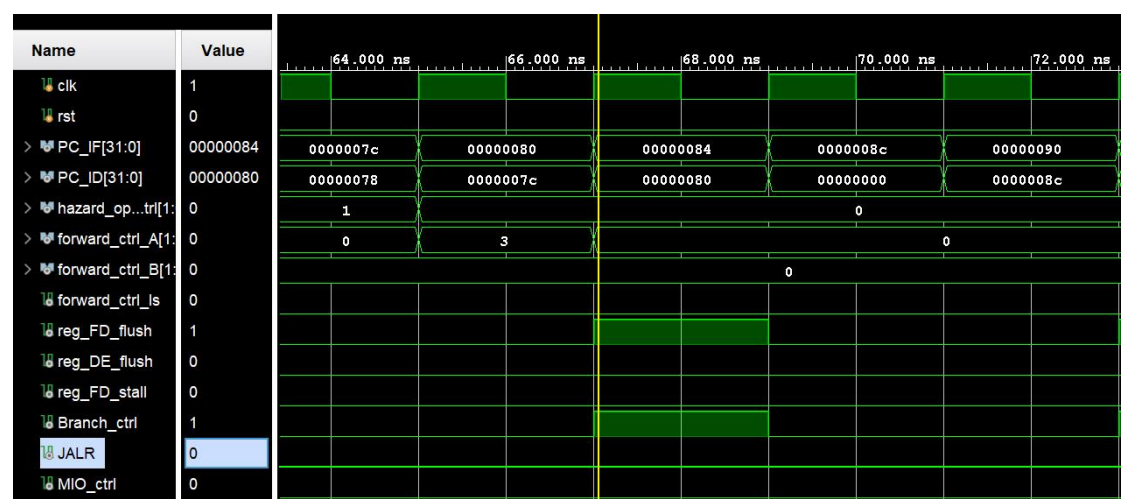 Name Value
64.000 ns 66.000 ns 68.000 ns 70.000 ns 72.000 ns
clk 1
rst 0
> PC_IF[31:0] 00000084 0000007c 00000080 00000084 0000008c 00000090
> PC_ID[31:0] 00000080 00000078 0000007c 00000080 00000000 0000008c
> hazard_op...trl[1: 0 1 0
> forward_ctrl_A[1: 0 0 3 0
> forward_ctrl_B[1: 0 0
forward_ctrl_ls 0
reg_FD_flush 1
reg_DE_flush 0
reg_FD_stall 0
Branch_ctrl 1
JALR 0
MIO_ctrl 0